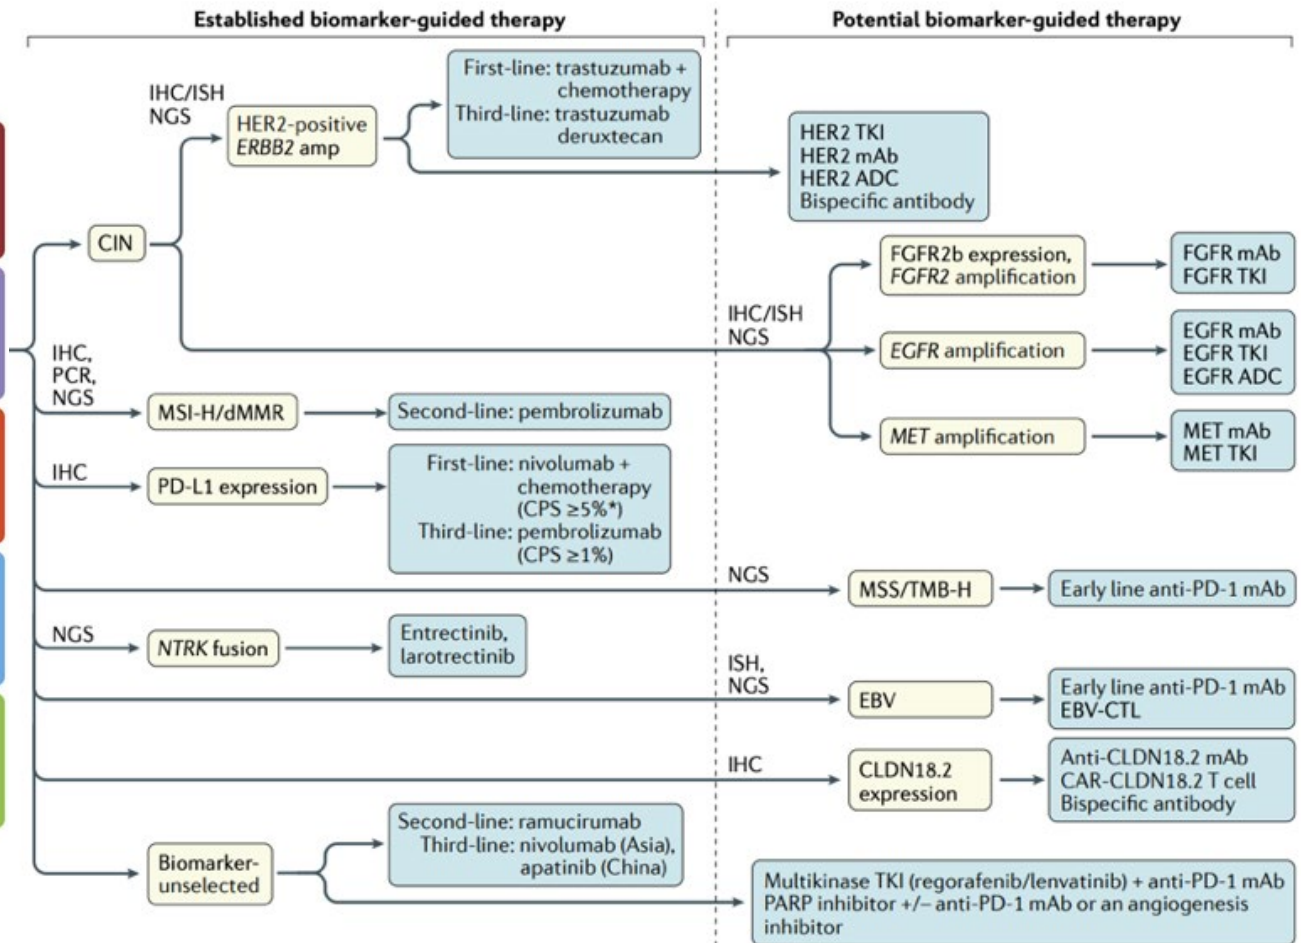 Established biomarker-guided therapy
Potential biomarker-guided therapy
IHC/ISH
NGS
HER2-positive
ERBB2 amp
First-line: trastuzumab +
chemotherapy
Third-line: trastuzumab
deruxtecan
HER2 TKI
HER2 mAb
HER2 ADC
Bispecific antibody
CIN
IHC/ISH
NGS
FGFR2b expression,
FGFR2 amplification
FGFR mAb
FGFR TKI
EGFR amplification
EGFR mAb
EGFR TKI
EGFR ADC
MET amplification
MET mAb
MET TKI
IHC,
PCR,
NGS
MSI-H/dMMR
Second-line: pembrolizumab
IHC
PD-L1 expression
First-line: nivolumab +
chemotherapy
(CPS ≥5%*)
Third-line: pembrolizumab
(CPS ≥1%)
NGS
MSS/TMB-H
Early line anti-PD-1 mAb
NGS
NTRK fusion
Entrectinib,
larotrectinib
ISH,
NGS
EBV
Early line anti-PD-1 mAb
EBV-CTL
IHC
CLDN18.2
expression
Anti-CLDN18.2 mAb
CAR-CLDN18.2 T cell
Bispecific antibody
Biomarker-
unselected
Second-line: ramucirumab
Third-line: nivolumab (Asia),
apatinib (China)
Multikinase TKI (regorafenib/lenvatinib) + anti-PD-1 mAb
PARP inhibitor +/– anti-PD-1 mAb or an angiogenesis
inhibitor